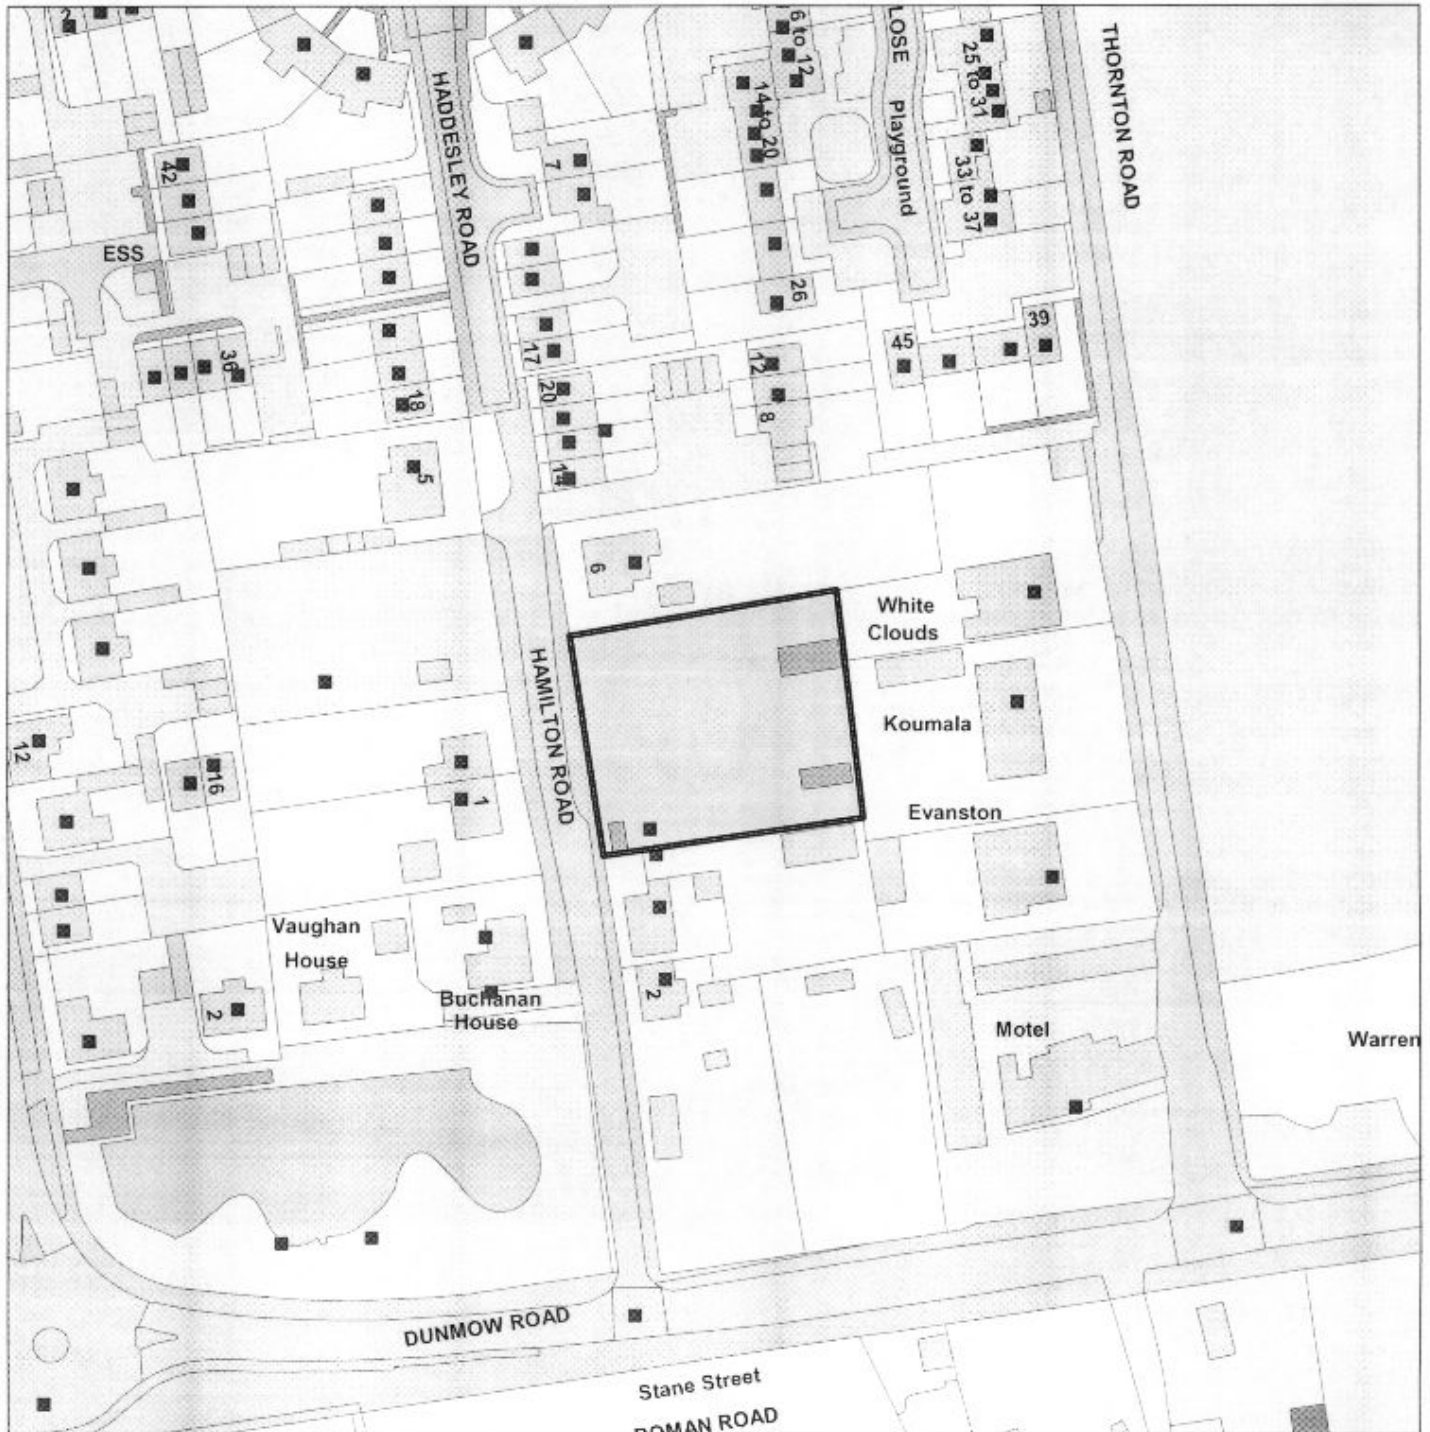 2
6 to 12
LOSE
25 to 31
THORNTON ROAD
HADDESLEY ROAD
14 to 20
Playground
42
7
33 to 37
ESS
26
39
45
17
36
12
20
18
8
5
14
6
White
Clouds
HAMILTON ROAD
Koumala
12
16
1
Evanston
Vaughan
House
2
2
Buchanan
House
Motel
Warren
DUNMOW ROAD
Stane Street
ROMAN ROAD